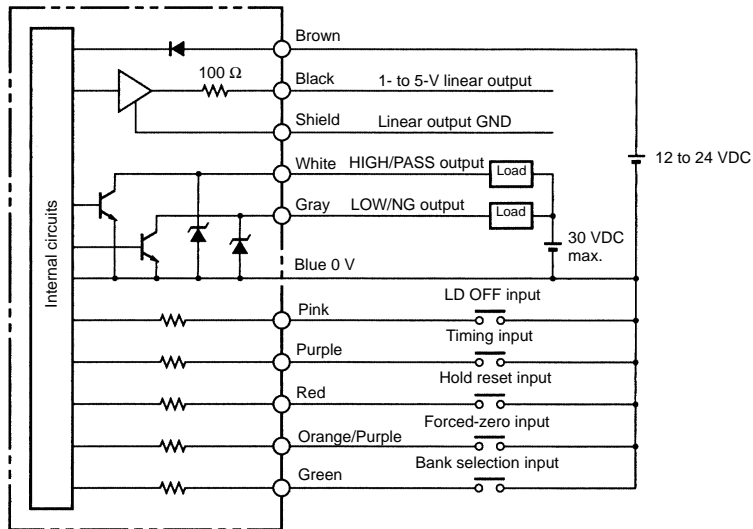 Brown
100 Ω
Black
1- to 5-V linear output
Shield
Linear output GND
White
HIGH/PASS output
Load
12 to 24 VDC
Gray
LOW/NG output
Load
Internal circuits
30 VDC
max.
Blue 0 V
LD OFF input
Pink
Timing input
Purple
Hold reset input
Red
Forced-zero input
Orange/Purple
Bank selection input
Green